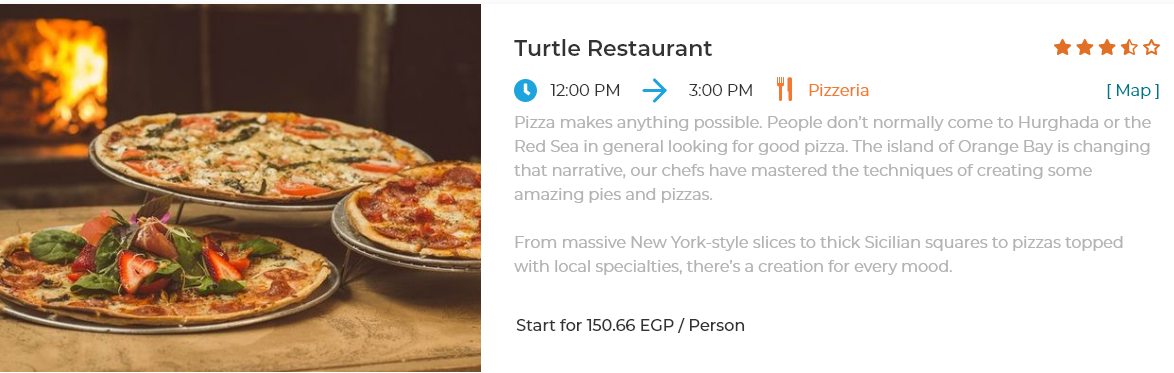 Turtle Restaurant
12:00 PM 3:00 PM Pizzeria [ Map ]
Pizza makes anything possible. People don’t normally come to Hurghada or the
Red Sea in general looking for good pizza. The island of Orange Bay is changing
that narrative, our chefs have mastered the techniques of creating some
amazing pies and pizzas.
From massive New York-style slices to thick Sicilian squares to pizzas topped
with local specialties, there’s a creation for every mood.
Start for 150.66 EGP / Person